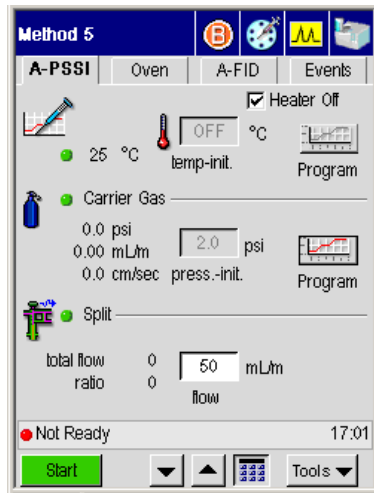 Method 5
B
A-PSSI Oven A-FID Events
Heater Off
OFF °C
25 °C temp-init. Program
Carrier Gas
0.0 psi
0.00 mL/m 2.0 psi
0.0 cm/sec press.-init. Program
Split
total flow 0 50 mL/m
ratio 0 flow
Not Ready 17:01
Start Tools